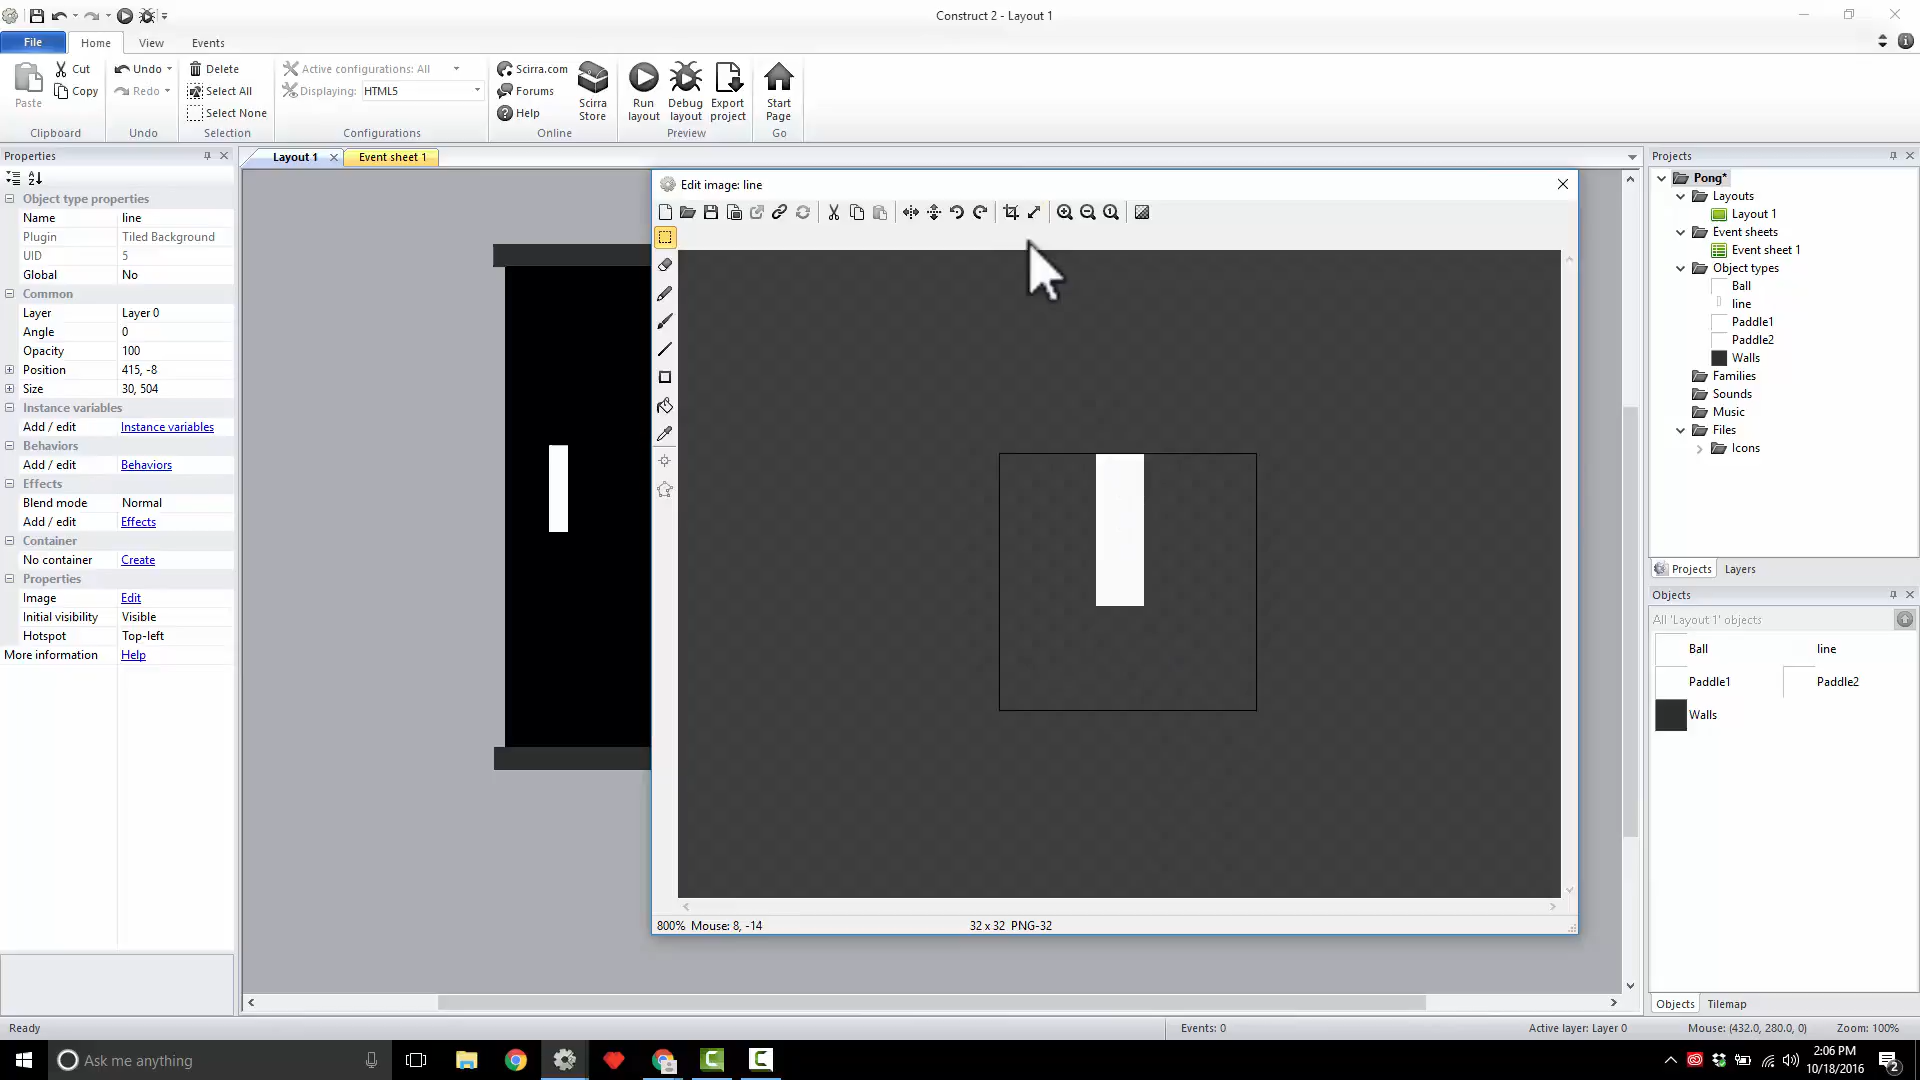 Construct 2 - Layout 1
File Home View Events
Paste
Cut
Copy
Clipboard
Undo
Redo
Undo
Delete
Select All
Select None
Selection
Active configurations: All
Displaying: HTML5
Configurations
Scirra.com
Forums
Help
Scirra Store
Online
Run layout
Debug layout
Export project
Preview
Start Page
Go
Properties
Object type properties
Name line
Plugin Tiled Background
UID 5
Global No
Common
Layer Layer 0
Angle 0
Opacity 100
Position 415, -8
Size 30, 504
Instance variables
Add / edit Instance variables
Behaviors
Add / edit Behaviors
Effects
Blend mode Normal
Add / edit Effects
Container
No container Create
Properties
Image Edit
Initial visibility Visible
Hotspot Top-left
More information Help
Layout 1 Event sheet 1
Edit image: line
800% Mouse: 8, -14 32 x 32 PNG-32
Projects
Pong*
Layouts
Layout 1
Event sheets
Event sheet 1
Object types
Ball
line
Paddle1
Paddle2
Walls
Families
Sounds
Music
Files
Icons
Projects Layers
Objects
All 'Layout 1' objects
Ball line
Paddle1 Paddle2
Walls
Objects Tilemap
Ready Events: 0 Active layer: Layer 0 Mouse: (432.0, 280.0, 0) Zoom: 100%
Ask me anything
2:06 PM
10/18/2016
2